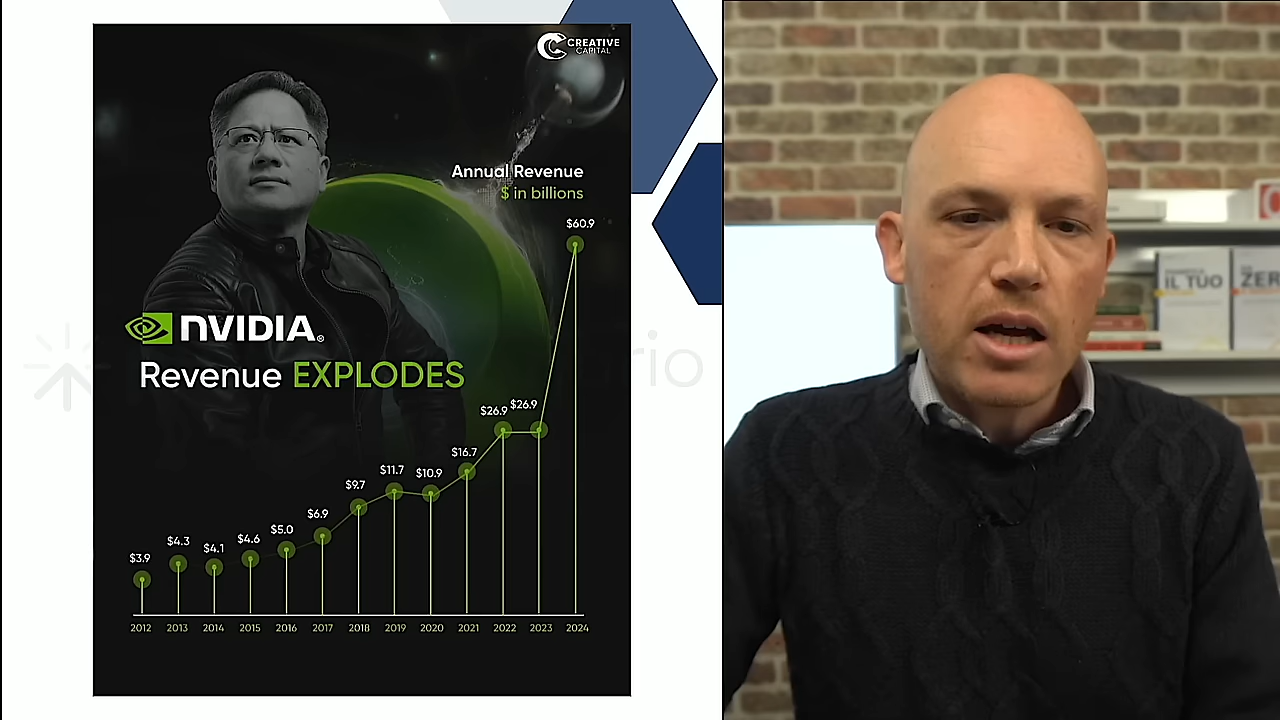 CREATIVE
CAPITAL
Annual Revenue
$ in billions
$60.9
NVIDIA®
Revenue EXPLODES
$26.9 $26.9
$16.7
$11.7 $10.9
$9.7
$6.9
$5.0
$4.6
$4.3 $4.1
$3.9
2012 2013 2014 2015 2016 2017 2018 2019 2020 2021 2022 2023 2024
IL TUO
ZER